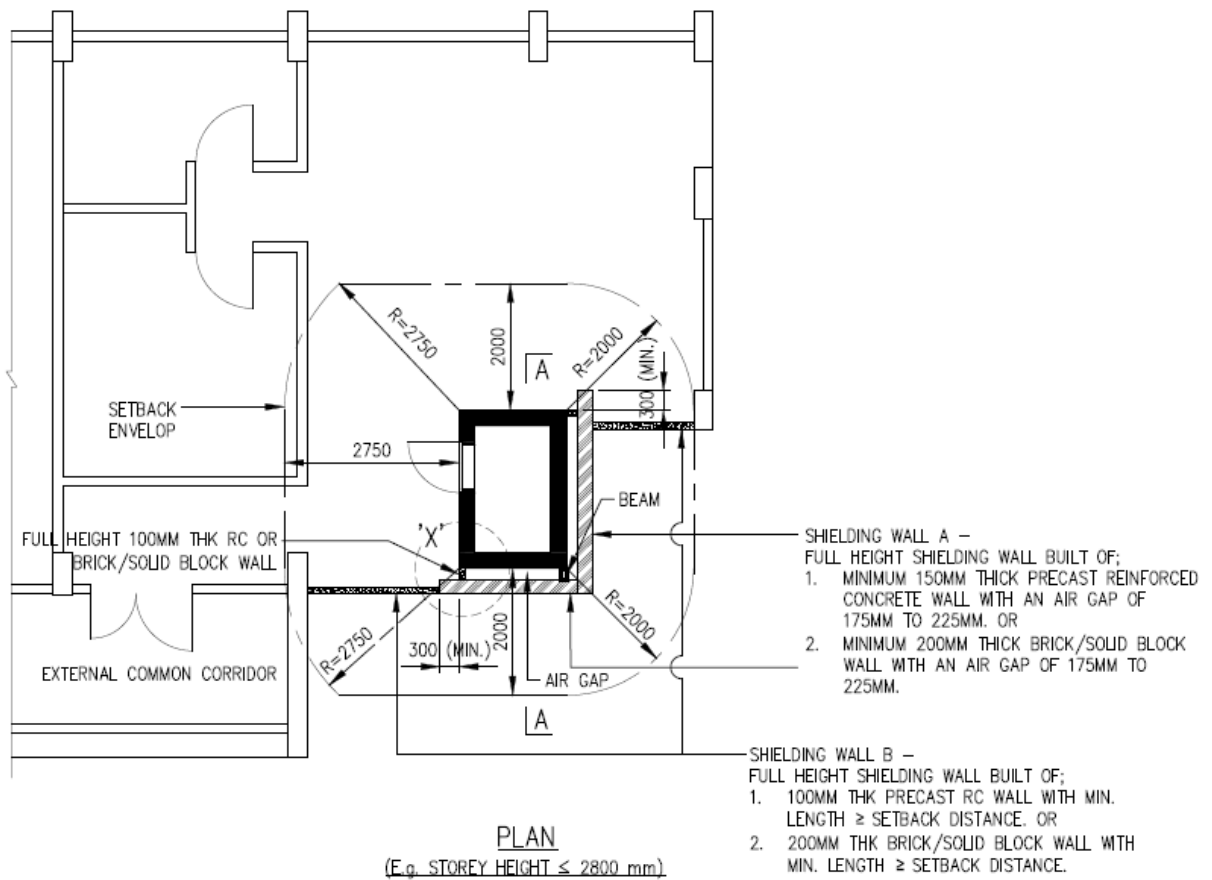 R=2750
2000
R=2000
300 (MIN.)
A
SETBACK
ENVELOP
2750
BEAM
'X'
FULL HEIGHT 100MM THK RC OR
BRICK/SOLID BLOCK WALL
SHIELDING WALL A –
FULL HEIGHT SHIELDING WALL BUILT OF;
1. MINIMUM 150MM THICK PRECAST REINFORCED
CONCRETE WALL WITH AN AIR GAP OF
175MM TO 225MM. OR
2. MINIMUM 200MM THICK BRICK/SOLID BLOCK
WALL WITH AN AIR GAP OF 175MM TO
225MM.
R=2000
R=2750
300 (MIN.)
2000
EXTERNAL COMMON CORRIDOR
AIR GAP
A
SHIELDING WALL B –
FULL HEIGHT SHIELDING WALL BUILT OF;
1. 100MM THK PRECAST RC WALL WITH MIN.
LENGTH ≥ SETBACK DISTANCE. OR
2. 200MM THK BRICK/SOLID BLOCK WALL WITH
MIN. LENGTH ≥ SETBACK DISTANCE.
PLAN
(E.g. STOREY HEIGHT ≤ 2800 mm)